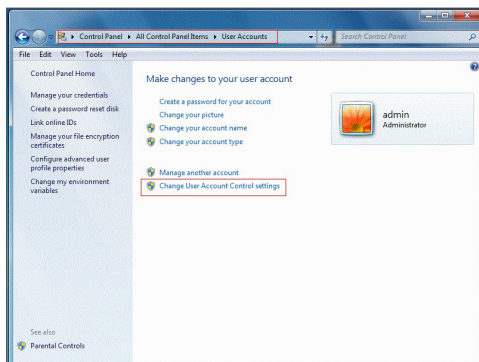 Control Panel ▸ All Control Panel Items ▸ User Accounts
Search Control Panel
File Edit View Tools Help
Control Panel Home
Manage your credentials
Create a password reset disk
Link online IDs
Manage your file encryption
certificates
Configure advanced user
profile properties
Change my environment
variables
See also
Parental Controls
Make changes to your user account
Create a password for your account
Change your picture
Change your account name
Change your account type
Manage another account
Change User Account Control settings
admin
Administrator